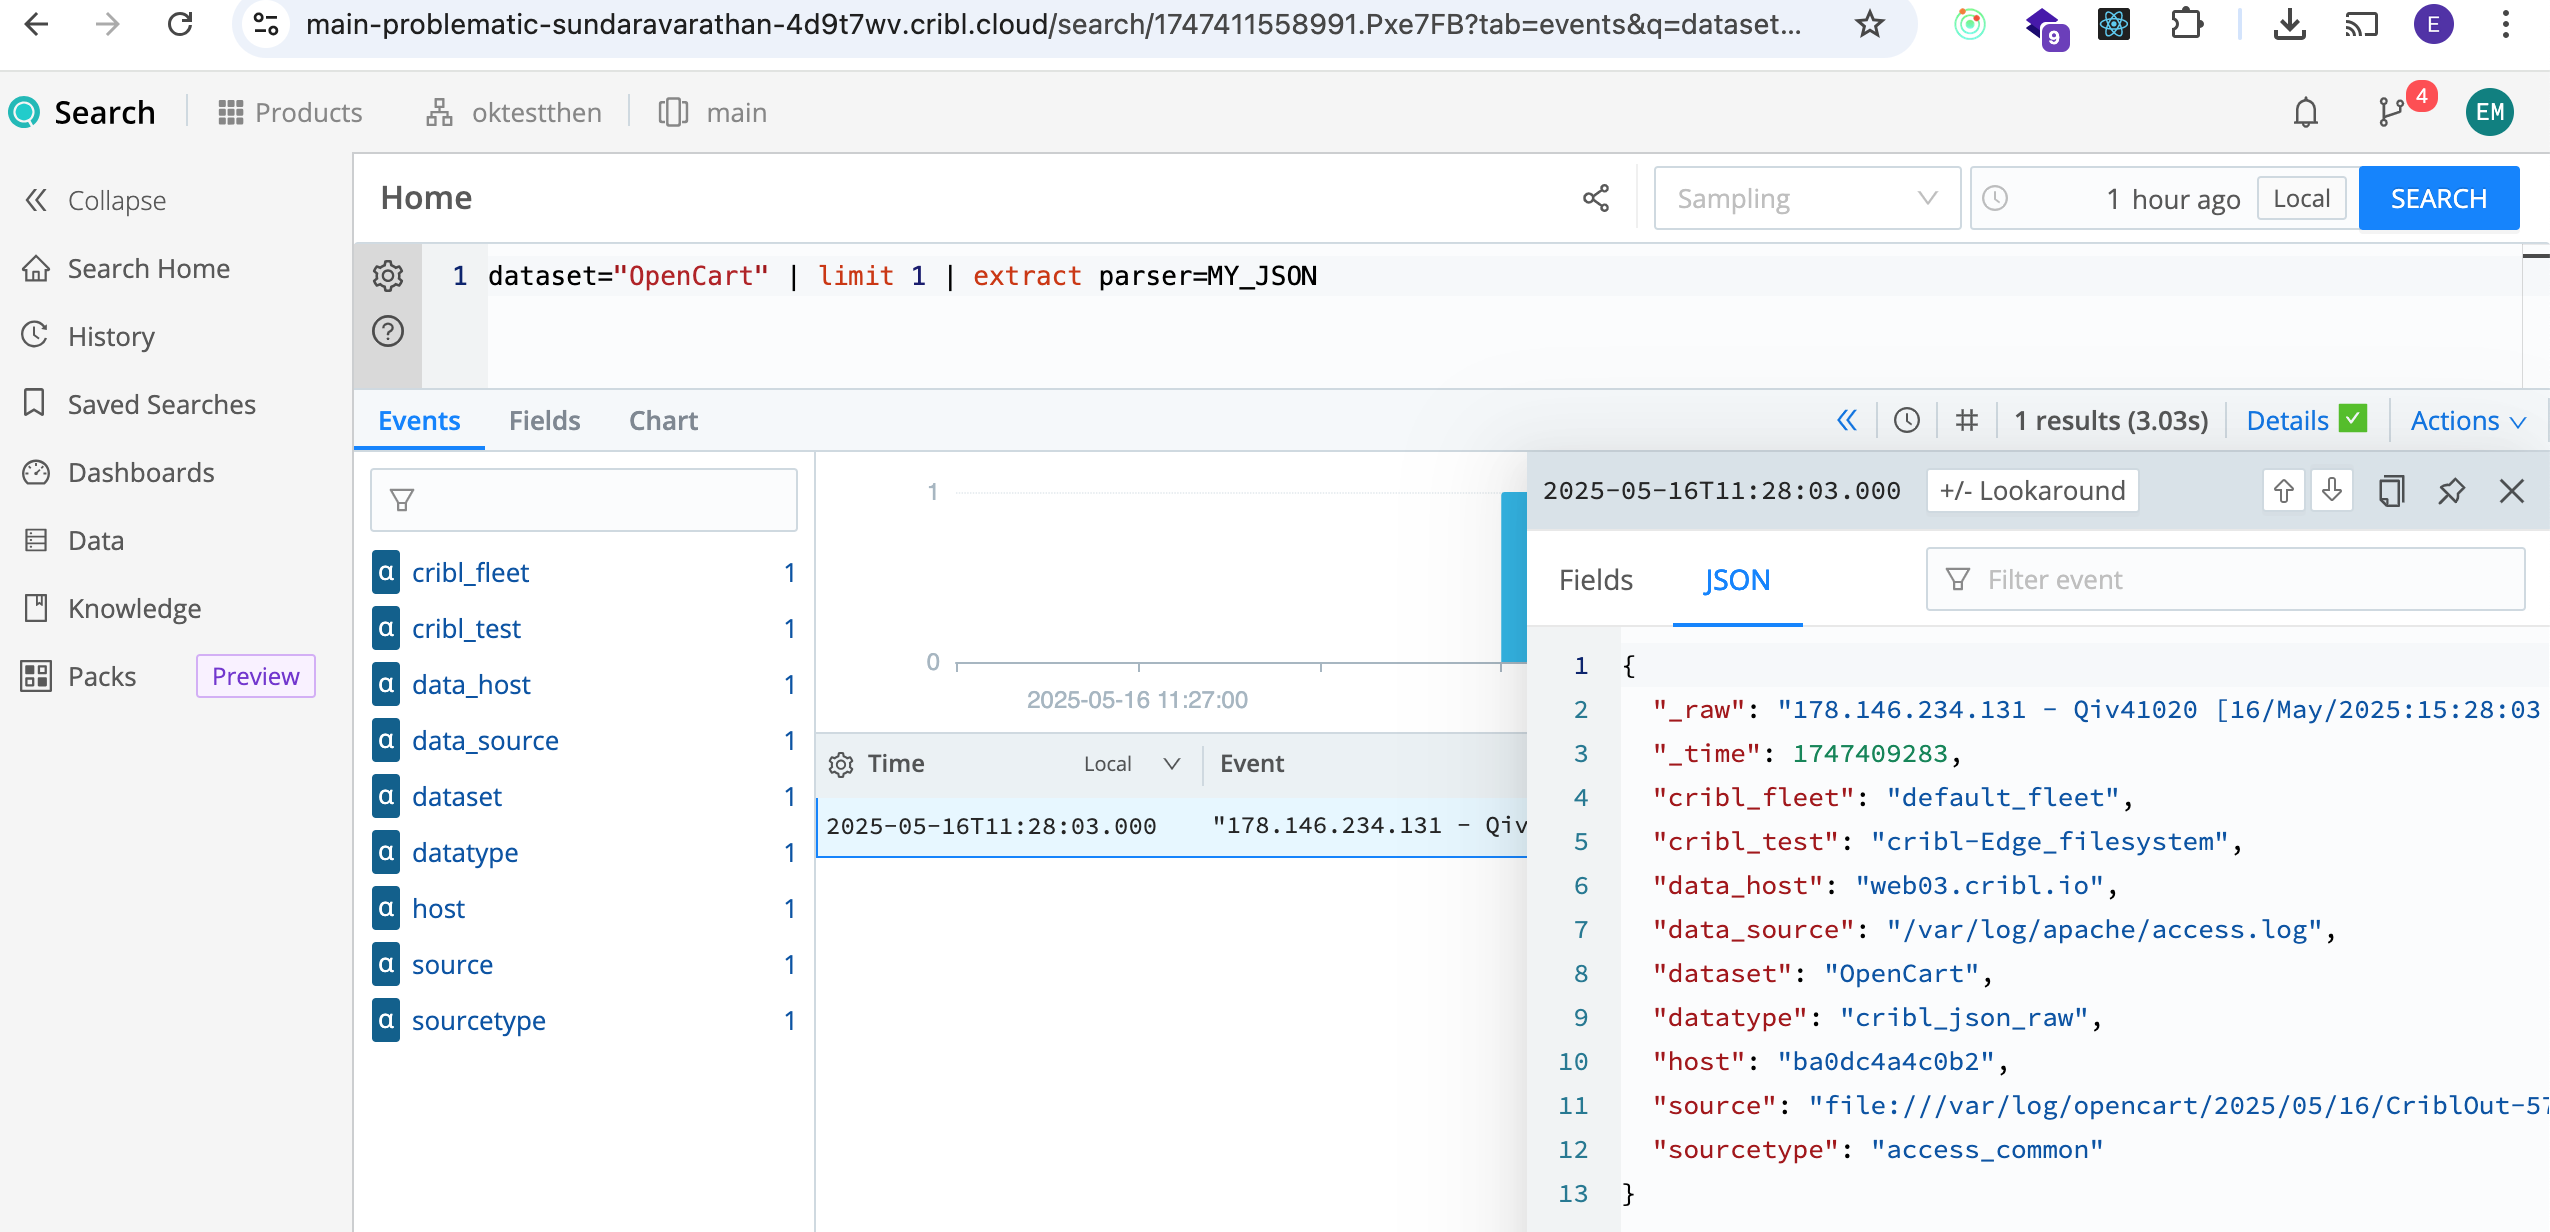 main-problematic-sundaravarathan-4d9t7wv.cribl.cloud/search/1747411558991.Pxe7FB?tab=events&q=dataset...
9
E
Search
Products
oktestthen
main
4
EM
Collapse
Search Home
History
Saved Searches
Dashboards
Data
Knowledge
Packs
Preview
Home
Sampling
1 hour ago
Local
SEARCH
1 dataset="OpenCart" | limit 1 | extract parser=MY_JSON
Events
Fields
Chart
1 results (3.03s)
Details
Actions
α cribl_fleet 1
α cribl_test 1
α data_host 1
α data_source 1
α dataset 1
α datatype 1
α host 1
α source 1
α sourcetype 1
1
0
2025-05-16 11:27:00
Time
Local
Event
2025-05-16T11:28:03.000 "178.146.234.131 - Qiv
2025-05-16T11:28:03.000
+/- Lookaround
Fields
JSON
Filter event
1 {
2 "_raw": "178.146.234.131 - Qiv41020 [16/May/2025:15:28:03
3 "_time": 1747409283,
4 "cribl_fleet": "default_fleet",
5 "cribl_test": "cribl-Edge_filesystem",
6 "data_host": "web03.cribl.io",
7 "data_source": "/var/log/apache/access.log",
8 "dataset": "OpenCart",
9 "datatype": "cribl_json_raw",
10 "host": "ba0dc4a4c0b2",
11 "source": "file:///var/log/opencart/2025/05/16/CriblOut-57
12 "sourcetype": "access_common"
13 }